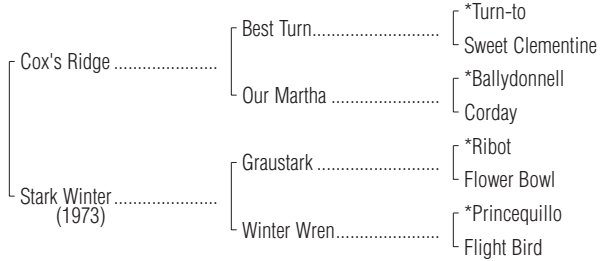 *Turn-to
Best Turn
Sweet Clementine
Cox's Ridge
*Ballydonnell
Our Martha
Corday
*Ribot
Graustark
Flower Bowl
Stark Winter
(1973)
*Princequillo
Winter Wren
Flight Bird